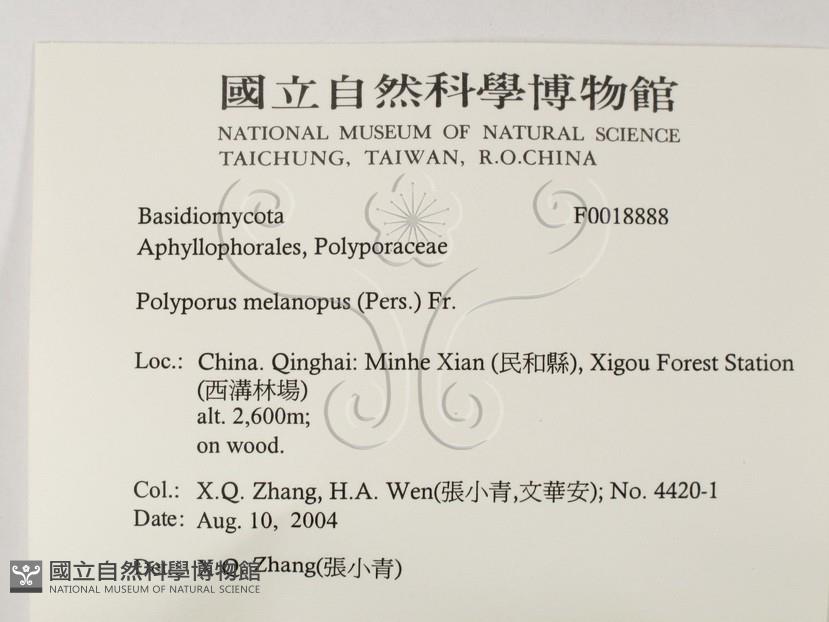 國立自然科學博物館
NATIONAL MUSEUM OF NATURAL SCIENCE
TAICHUNG, TAIWAN, R.O.CHINA
Basidiomycota F0018888
Aphyllophorales, Polyporaceae
Polyporus melanopus (Pers.) Fr.
Loc.: China. Qinghai: Minhe Xian (民和縣), Xigou Forest Station
(西溝林場)
alt. 2,600m;
on wood.
Col.: X.Q. Zhang, H.A. Wen(張小青,文華安); No. 4420-1
Date: Aug. 10, 2004
Det.: X.Q. Zhang(張小青)
國立自然科學博物館
NATIONAL MUSEUM OF NATURAL SCIENCE